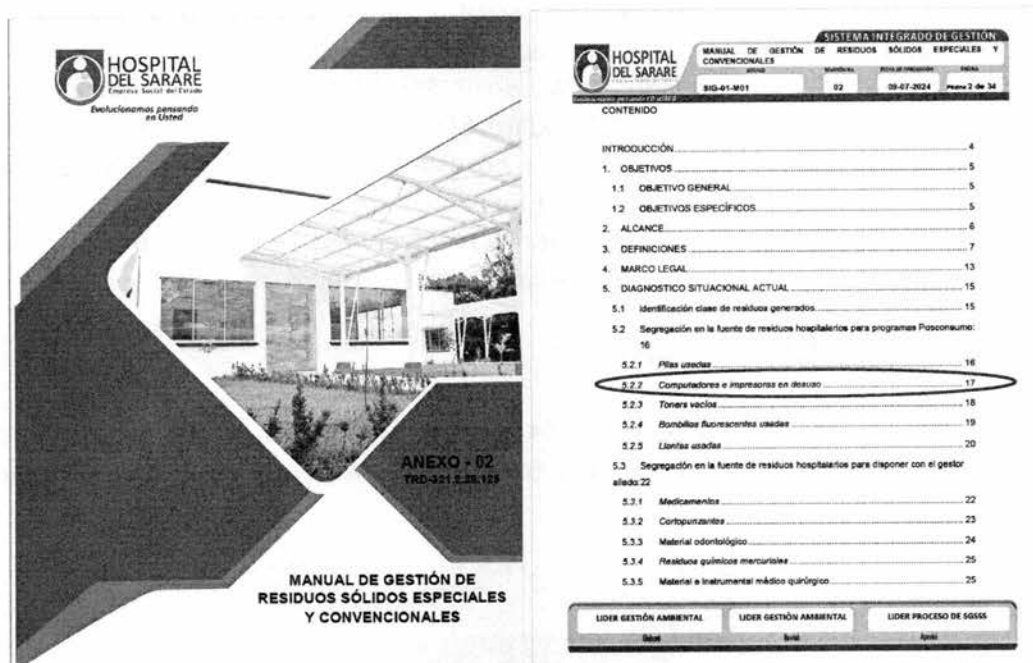 HOSPITAL
DEL SARARE
Empresa Social del Estado
Evolucionamos pensando
en Usted
ANEXO - 02
MANUAL DE GESTIÓN DE
RESIDUOS SÓLIDOS ESPECIALES
Y CONVENCIONALES
SISTEMA INTEGRADO DE GESTIÓN
HOSPITAL
DEL SARARE
MANUAL DE GESTIÓN DE RESIDUOS SÓLIDOS ESPECIALES Y
CONVENCIONALES
SIG-01-M01 02 09-07-2024 PÁGINA 2 de 34
CONTENIDO
INTRODUCCIÓN 4
1. OBJETIVOS 5
1.1 OBJETIVO GENERAL 5
1.2 OBJETIVOS ESPECÍFICOS 5
2. ALCANCE 6
3. DEFINICIONES 7
4. MARCO LEGAL 13
5. DIAGNOSTICO SITUACIONAL ACTUAL 15
5.1 Identificación clase de residuos generados 15
5.2 Segregación en la fuente de residuos hospitalarios para programas Posconsumo:
16
5.2.1 Pilas usadas 16
5.2.2 Computadores e impresoras en desuso 17
5.2.3 Toners vacíos 18
5.2.4 Bombillas fluorescentes usadas 19
5.2.5 Llantas usadas 20
5.3 Segregación en la fuente de residuos hospitalarios para disponer con el gestor
aliado: 22
5.3.1 Medicamentos 22
5.3.2 Cortopunzantes 23
5.3.3 Material odontológico 24
5.3.4 Residuos químicos mercuriales 25
5.3.5 Material e instrumental médico quirúrgico 25
LIDER GESTIÓN AMBIENTAL LIDER GESTIÓN AMBIENTAL LIDER PROCESO DE SGSSS